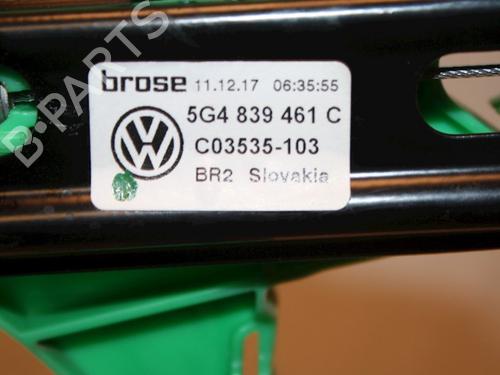 B-PARTS
brose 11.12.17 06:35:55
5G4 839 461 C
C03535-103
BR2 Slovakia